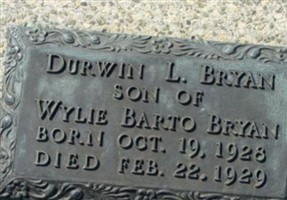 DURWIN L. BRYAN
SON OF
WYLIE BARTO BRYAN
BORN OCT. 19, 1928
DIED FEB. 22, 1929